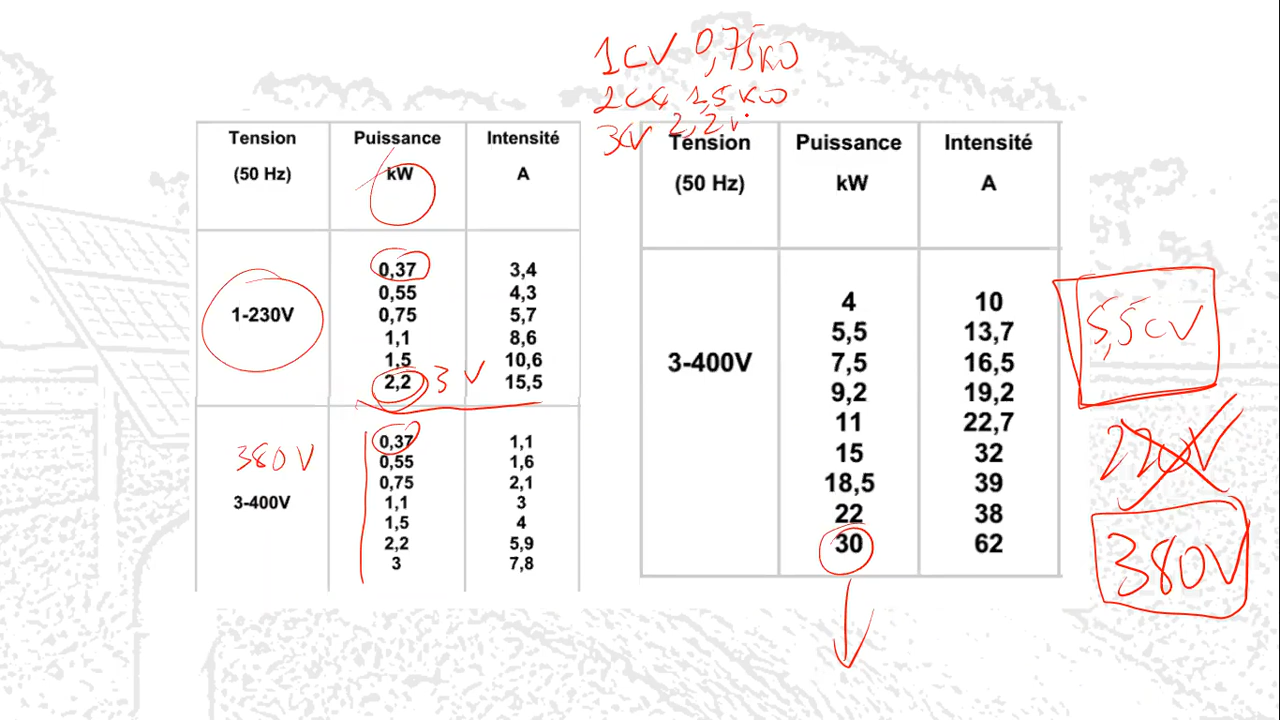 1CV 0,75KW
2CV 1,5 KW
3CV 2,2
Tension Puissance Intensité
(50 Hz) kW A
1-230V
0,37 3,4
0,55 4,3
0,75 5,7
1,1 8,6
1,5 10,6
2,2 3 V 15,5
380V
3-400V
0,37 1,1
0,55 1,6
0,75 2,1
1,1 3
1,5 4
2,2 5,9
3 7,8
Tension Puissance Intensité
(50 Hz) kW A
3-400V
4 10
5,5 13,7
7,5 16,5
9,2 19,2
11 22,7
15 32
18,5 39
22 38
30 62
5,5CV
220V
380V